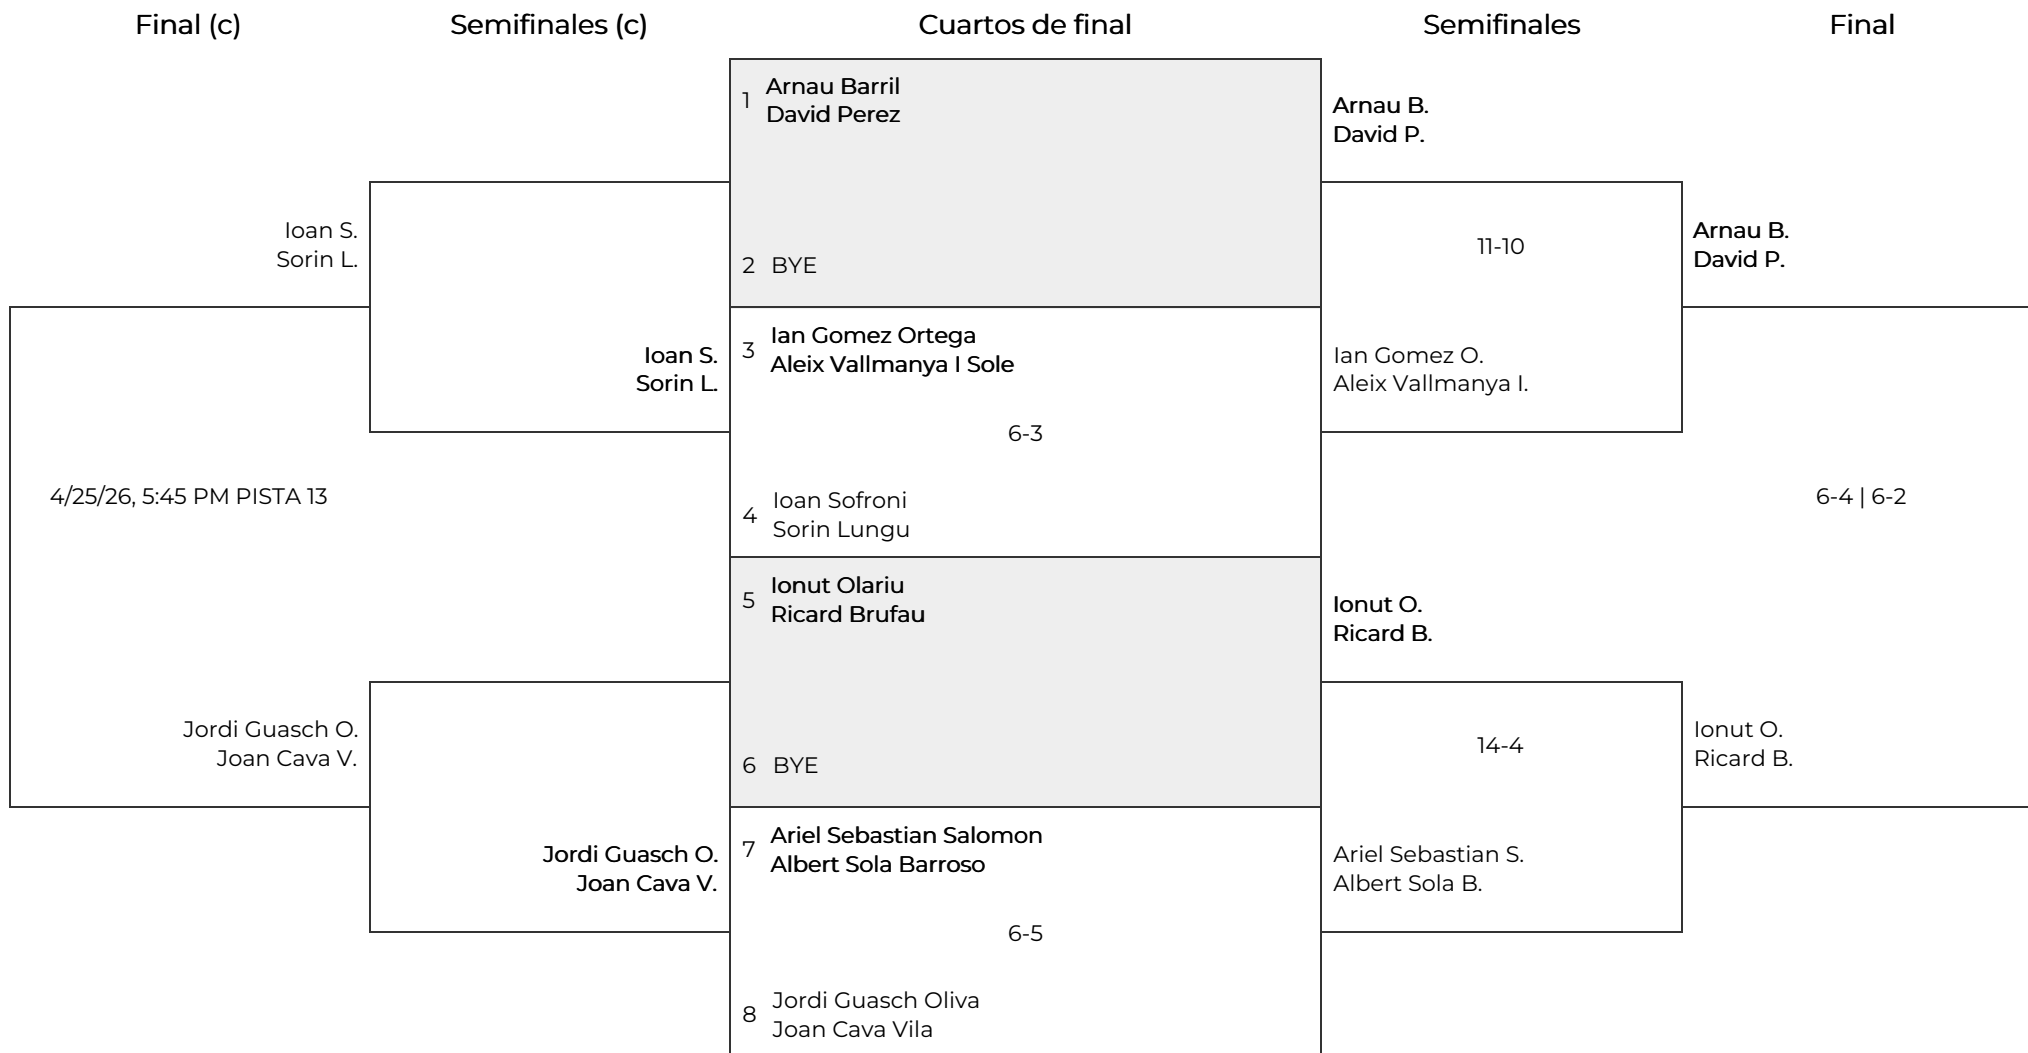 Final (c)
Semifinales (c)
Cuartos de final
Semifinales
Final
Ioan S.
Sorin L.
4/25/26, 5:45 PM PISTA 13
Jordi Guasch O.
Joan Cava V.
Ioan S.
Sorin L.
Jordi Guasch O.
Joan Cava V.
1 Arnau Barril
David Perez
2 BYE
3 Ian Gomez Ortega
Aleix Vallmanya I Sole
6-3
4 Ioan Sofroni
Sorin Lungu
5 Ionut Olariu
Ricard Brufau
6 BYE
7 Ariel Sebastian Salomon
Albert Sola Barroso
6-5
8 Jordi Guasch Oliva
Joan Cava Vila
Arnau B.
David P.
11-10
Ian Gomez O.
Aleix Vallmanya I.
Ionut O.
Ricard B.
14-4
Ariel Sebastian S.
Albert Sola B.
Arnau B.
David P.
6-4 | 6-2
Ionut O.
Ricard B.